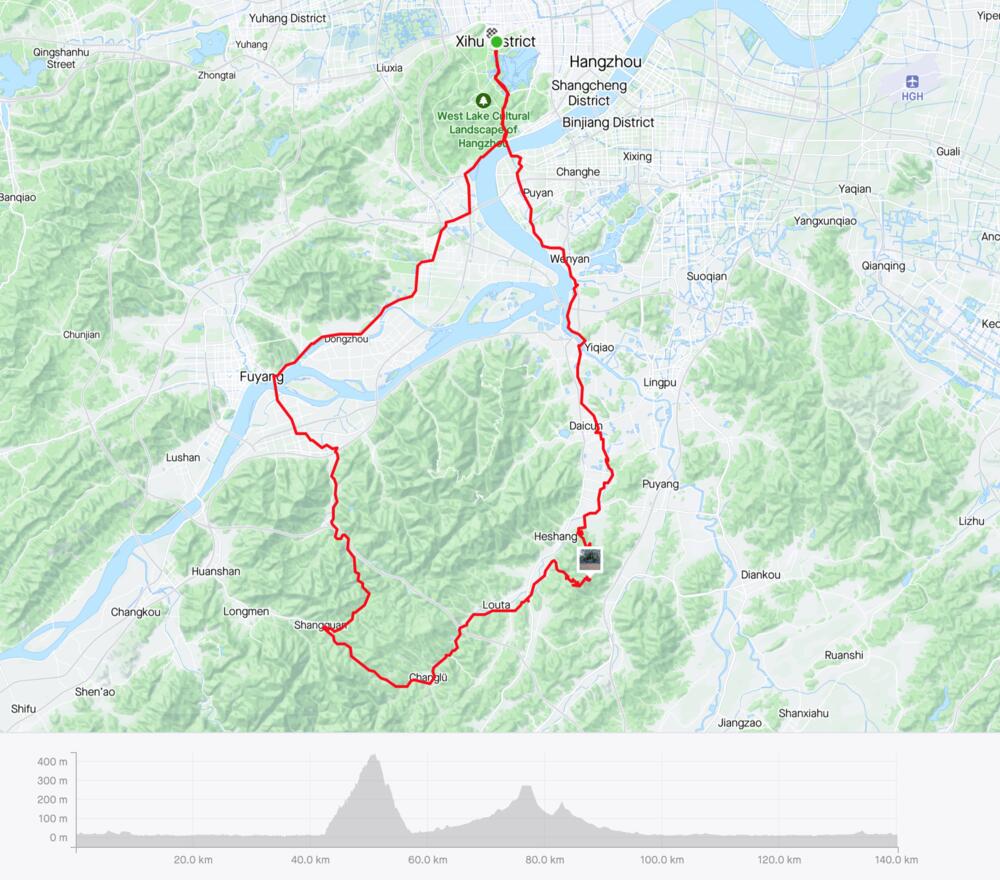 Yuhang District
Xihu
strict
Qingshanhu
Street
Yuhang
Hangzhou
Liuxia
Zhongtai
HGH
Shangcheng
District
West Lake Cultural
Landscape of
Hangzhou
Binjiang District
Guali
Xixing
Changhe
Banqiao
Puyan
Yaqian
Yangxunqiao
Wenyan
Qianqing
Suoqian
Chunjian
Dongzhou
Yiqiao
Fuyang
Lingpu
Daicun
Lushan
Puyang
Lizhu
Heshang
Huanshan
Diankou
Changkou
Longmen
Louta
Shangguan
Ruanshi
Changlü
Shen'ao
Shifu
Shanxiahu
Jiangzao
400 m
300 m
200 m
100 m
0 m
20.0 km
40.0 km
60.0 km
80.0 km
100.0 km
120.0 km
140.0 km